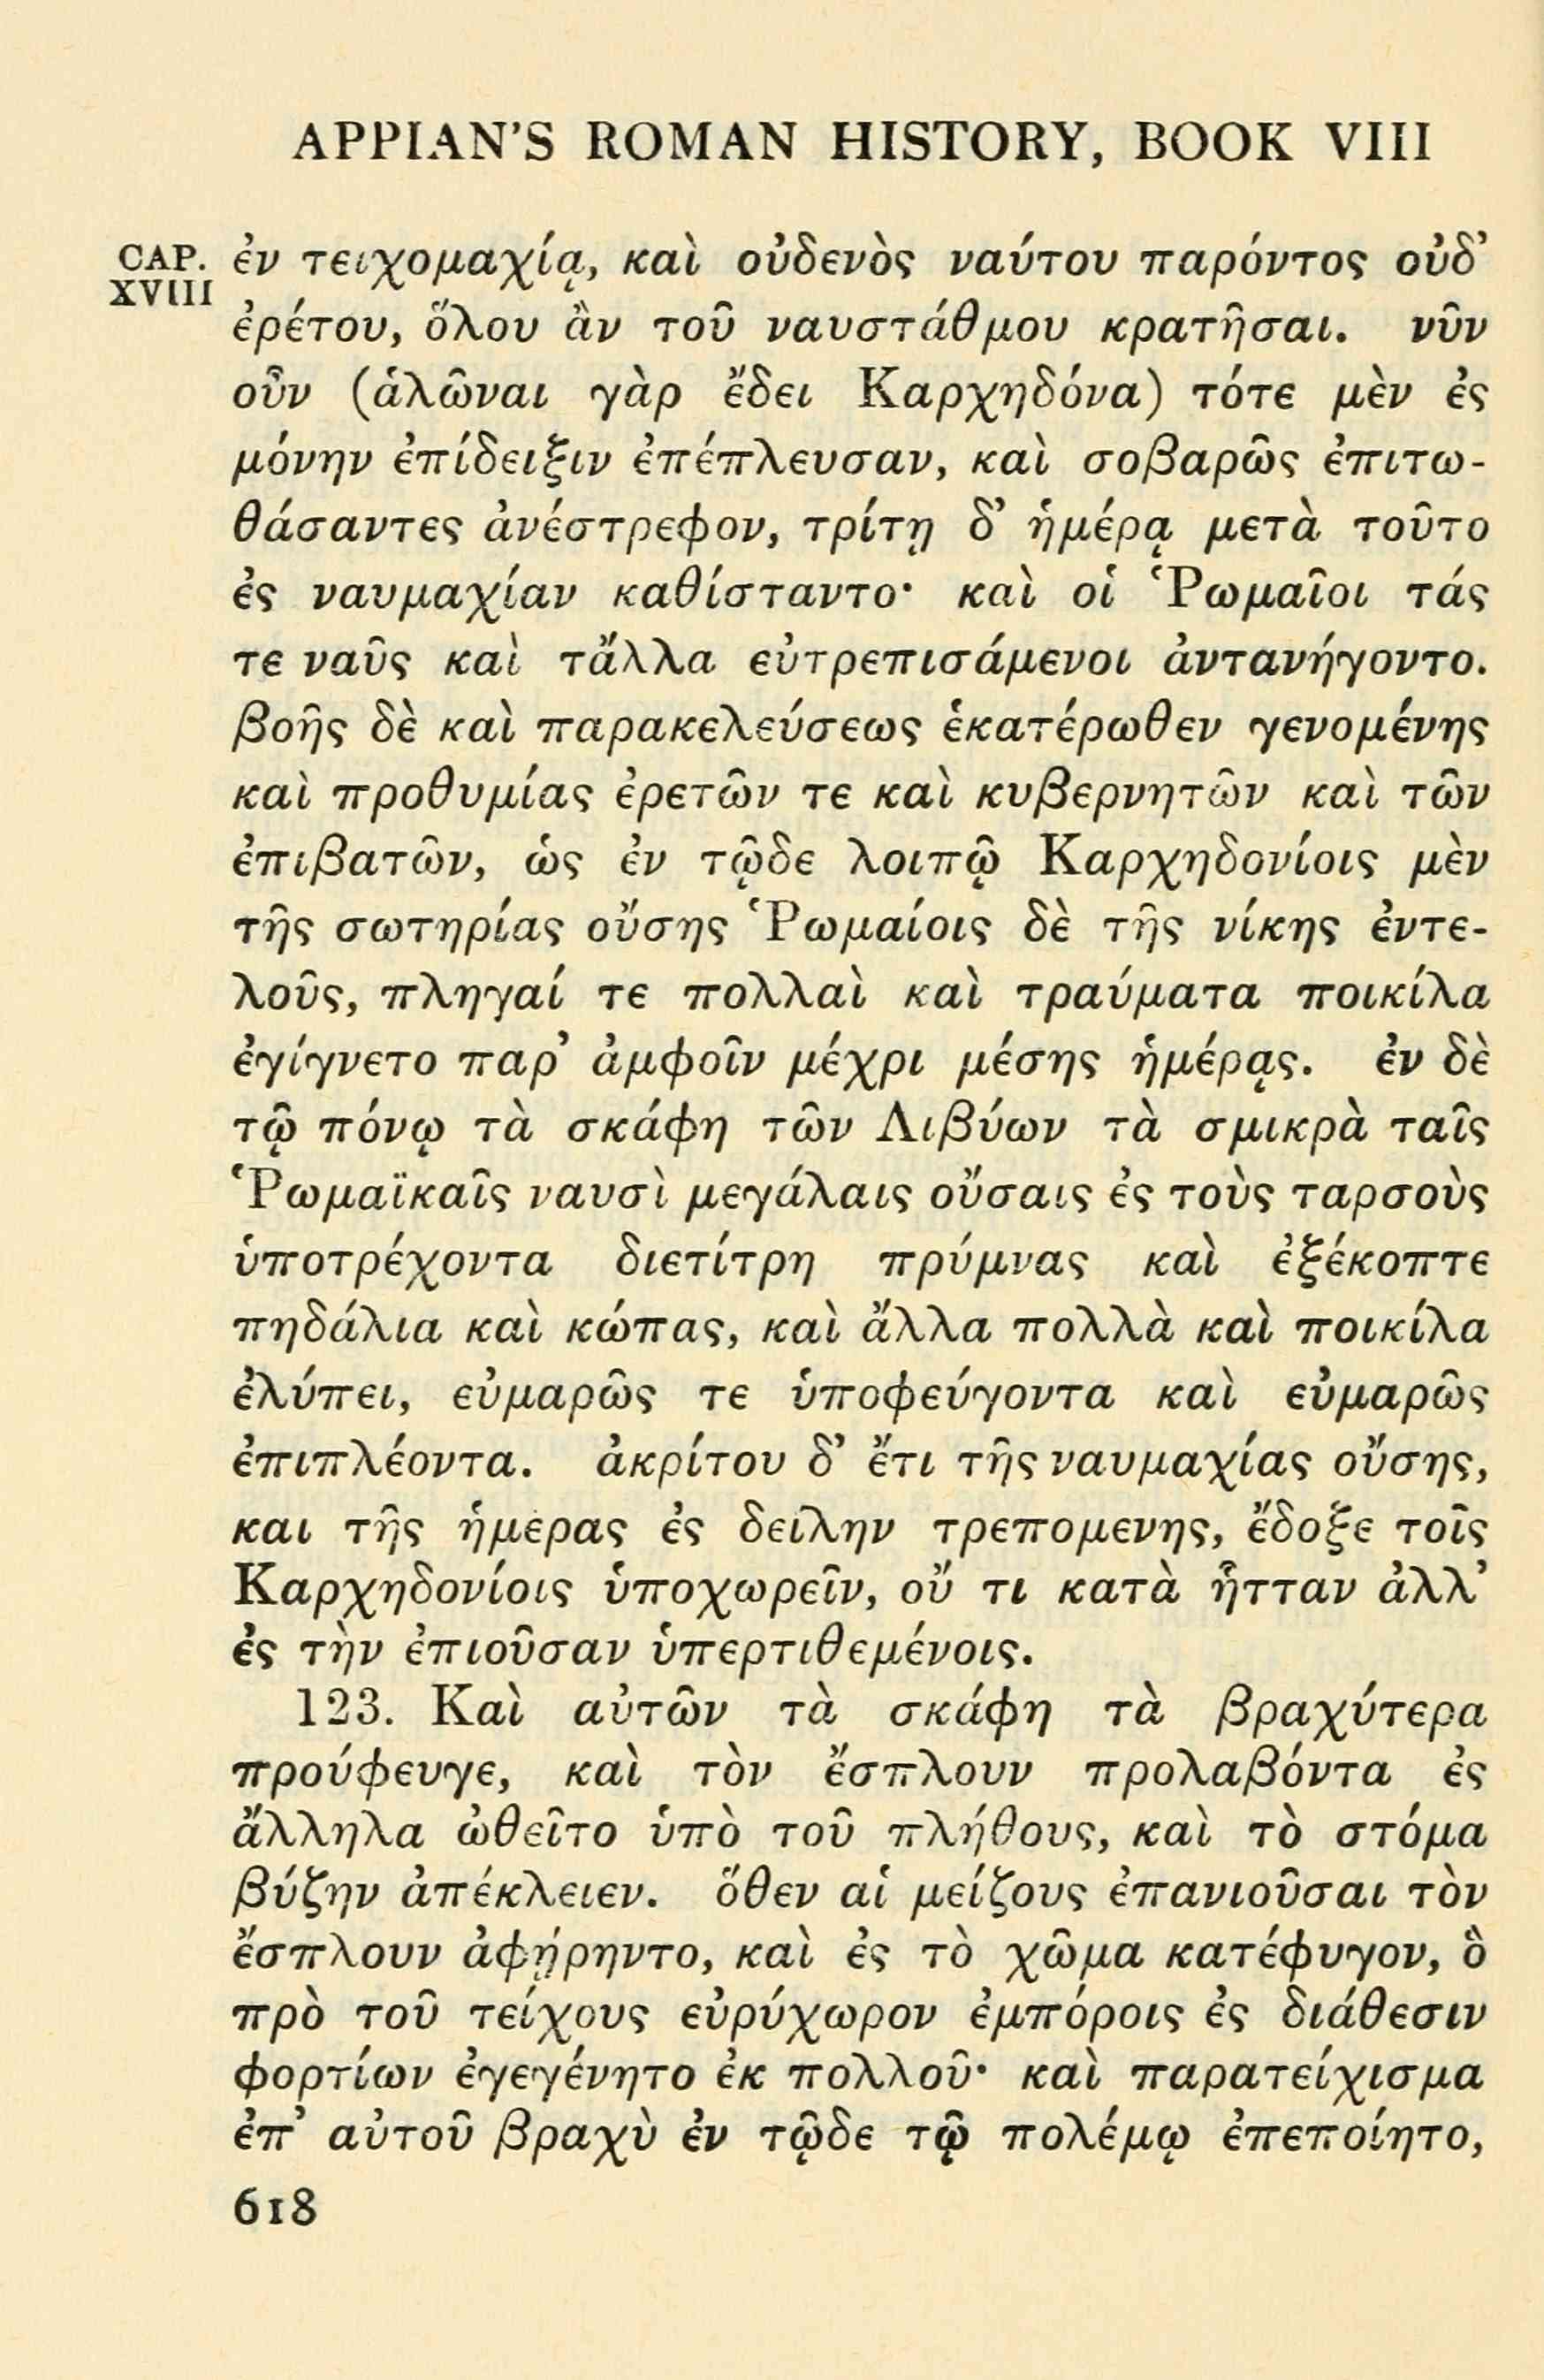 APPIAN'S ROMAN HISTORY, BOOK VIII
CAP. XVIII
ἐν τειχομαχίᾳ, καὶ οὐδενὸς ναύτου παρόντος οὐδ'
ἐρέτου, ὅλου ἂν τοῦ ναυστάθμου κρατῆσαι. νῦν
οὖν (ἁλῶναι γὰρ ἔδει Καρχηδόνα) τότε μὲν ἐς
μόνην ἐπίδειξιν ἐπέπλευσαν, καὶ σοβαρῶς ἐπιτω-
θάσαντες ἀνέστρεφον, τρίτῃ δ' ἡμέρᾳ μετὰ τοῦτο
ἐς ναυμαχίαν καθίσταντο· καὶ οἱ Ῥωμαῖοι τάς
τε ναῦς καὶ τἄλλα εὐτρεπισάμενοι ἀντανήγοντο.
βοῆς δὲ καὶ παρακελεύσεως ἑκατέρωθεν γενομένης
καὶ προθυμίας ἐρετῶν τε καὶ κυβερνητῶν καὶ τῶν
ἐπιβατῶν, ὡς ἐν τῷδε λοιπῷ Καρχηδονίοις μὲν
τῆς σωτηρίας οὔσης Ῥωμαίοις δὲ τῆς νίκης ἐντε-
λοῦς, πληγαί τε πολλαὶ καὶ τραύματα ποικίλα
ἐγίγνετο παρ' ἀμφοῖν μέχρι μέσης ἡμέρᾳς. ἐν δὲ
τῷ πόνῳ τὰ σκάφη τῶν Λιβύων τὰ σμικρὰ ταῖς
Ῥωμαϊκαῖς ναυσὶ μεγάλαις οὔσαις ἐς τοὺς ταρσοὺς
ὑποτρέχοντα διετίτρη πρύμνας καὶ ἐξέκοπτε
πηδάλια καὶ κώπας, καὶ ἄλλα πολλὰ καὶ ποικίλα
ἐλύπει, εὐμαρῶς τε ὑποφεύγοντα καὶ εὐμαρῶς
ἐπιπλέοντα. ἀκρίτου δ' ἔτι τῆς ναυμαχίας οὔσης,
και τῆς ἡμερας ἐς δειλην τρεπομενης, ἔδοξε τοῖς
Καρχηδονίοις ὑποχωρεῖν, οὔ τι κατὰ ἧτταν ἀλλ'
ἐς τὴν ἐπιοῦσαν ὑπερτιθεμένοις.
123. Καὶ αὐτῶν τὰ σκάφη τὰ βραχύτερα
προύφευγε, καὶ τὸν ἔσπλουν προλαβόντα ἐς
ἄλληλα ὠθεῖτο ὑπὸ τοῦ πλήθους, καὶ τὸ στόμα
βύζην ἀπέκλειεν. ὅθεν αἱ μείζους ἐπανιοῦσαι τὸν
ἔσπλουν ἀφῄρηντο, καὶ ἐς τὸ χῶμα κατέφυγον, ὃ
πρὸ τοῦ τείχους εὐρύχωρον ἐμπόροις ἐς διάθεσιν
φορτίων ἐγεγένητο ἐκ πολλοῦ· καὶ παρατείχισμα
ἐπ' αὐτοῦ βραχὺ ἐν τῷδε τῷ πολέμῳ ἐπεποίητο,
618